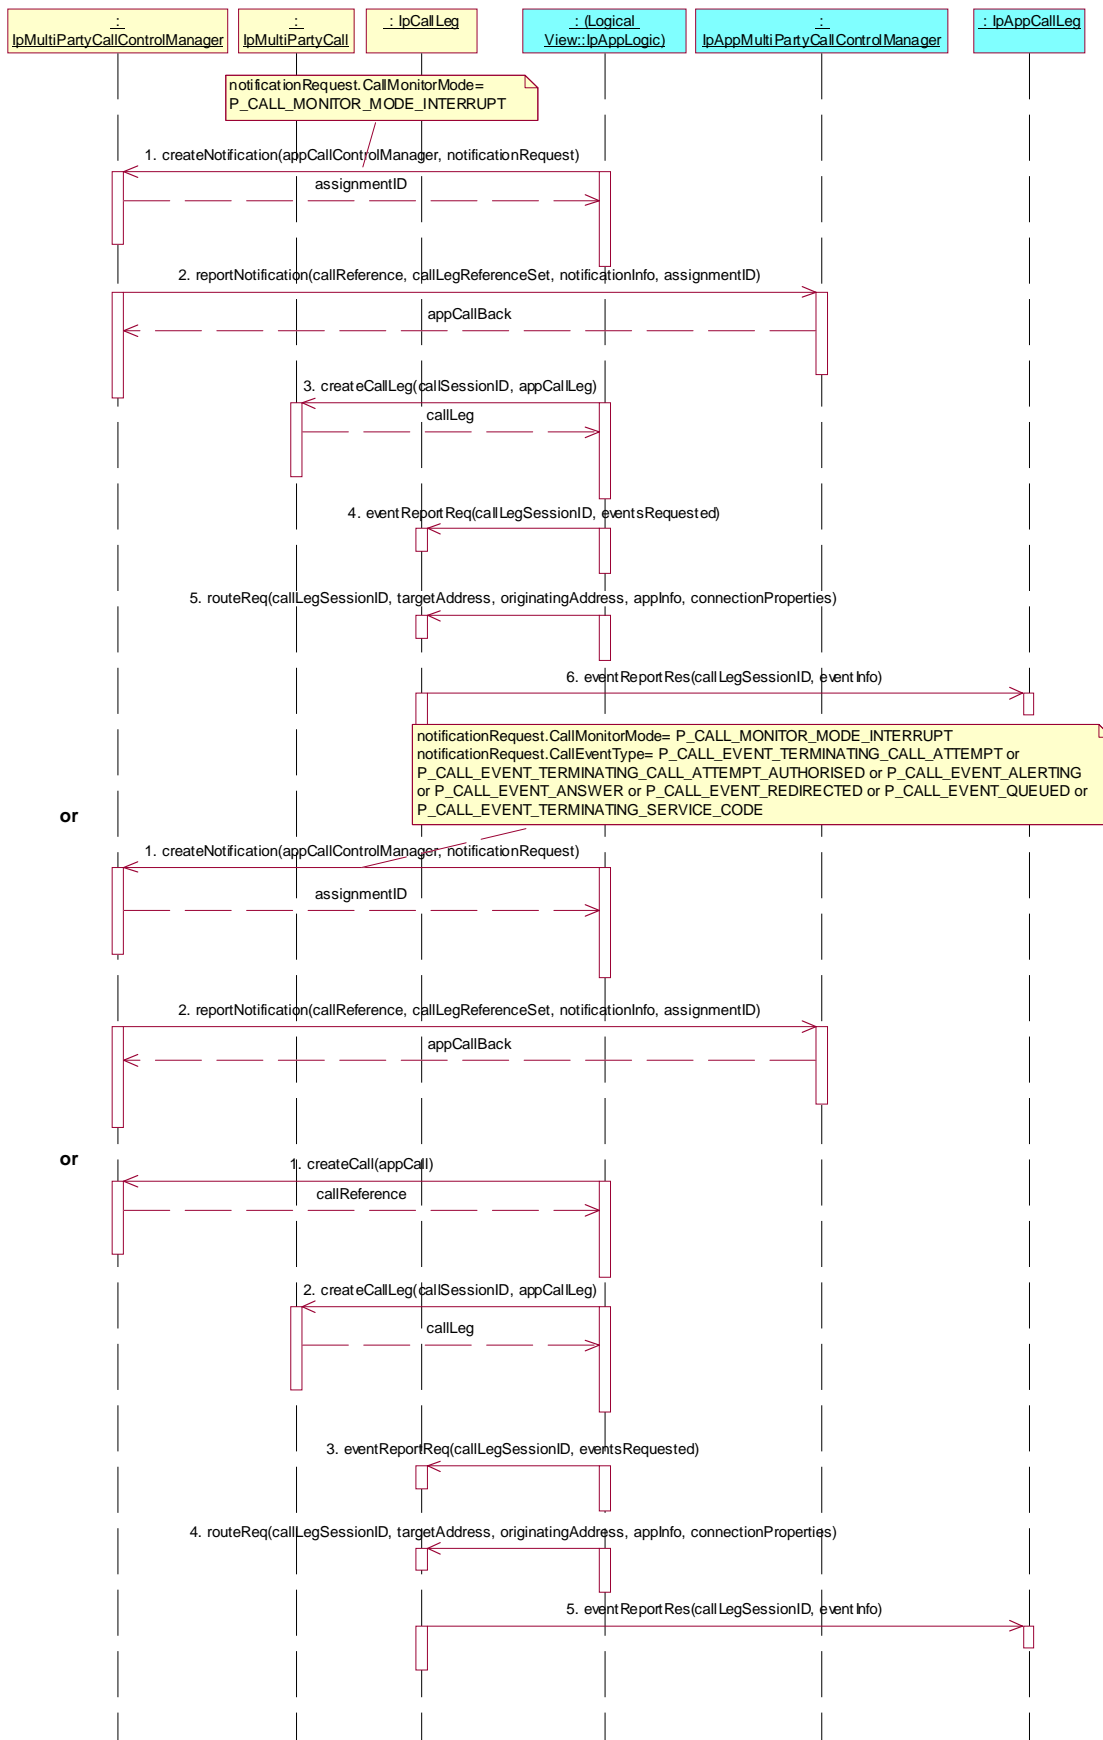 :
IpMultiPartyCallControlManager
:
IpMultiPartyCall
: IpCallLeg
: (Logical
View::IpAppLogic)
:
IpAppMultiPartyCallControlManager
: IpAppCallLeg
notificationRequest.CallMonitorMode=
P_CALL_MONITOR_MODE_INTERRUPT
1. createNotification(appCallControlManager, notificationRequest)
assignmentID
2. reportNotification(callReference, callLegReferenceSet, notificationInfo, assignmentID)
appCallBack
3. createCallLeg(callSessionID, appCallLeg)
callLeg
4. eventReportReq(callLegSessionID, eventsRequested)
5. routeReq(callLegSessionID, targetAddress, originatingAddress, appInfo, connectionProperties)
6. eventReportRes(callLegSessionID, eventInfo)
notificationRequest.CallMonitorMode= P_CALL_MONITOR_MODE_INTERRUPT
notificationRequest.CallEventType= P_CALL_EVENT_TERMINATING_CALL_ATTEMPT or
P_CALL_EVENT_TERMINATING_CALL_ATTEMPT_AUTHORISED or P_CALL_EVENT_ALERTING
or P_CALL_EVENT_ANSWER or P_CALL_EVENT_REDIRECTED or P_CALL_EVENT_QUEUED or
P_CALL_EVENT_TERMINATING_SERVICE_CODE
or
1. createNotification(appCallControlManager, notificationRequest)
assignmentID
2. reportNotification(callReference, callLegReferenceSet, notificationInfo, assignmentID)
appCallBack
or
1. createCall(appCall)
callReference
2. createCallLeg(callSessionID, appCallLeg)
callLeg
3. eventReportReq(callLegSessionID, eventsRequested)
4. routeReq(callLegSessionID, targetAddress, originatingAddress, appInfo, connectionProperties)
5. eventReportRes(callLegSessionID, eventInfo)